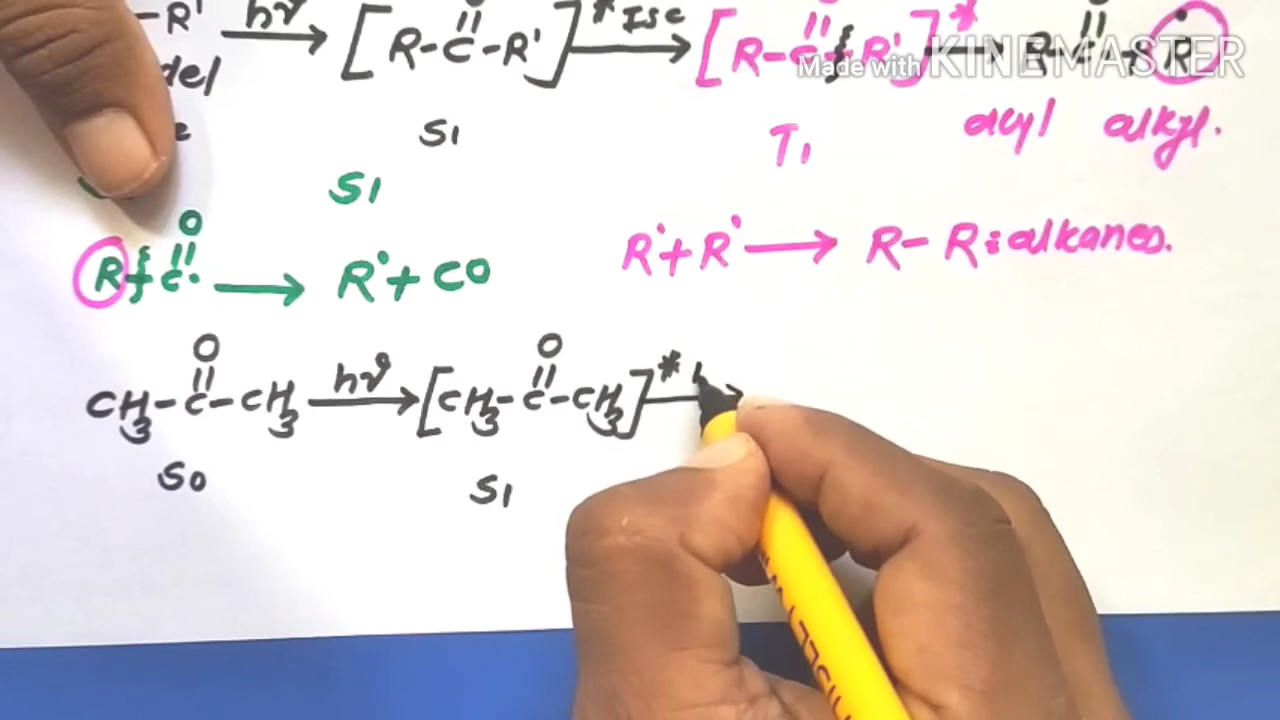 -R' hν [R-C-R']* Isc [R-C-R']* R-C + R
O
S1
T1
acyl alkyl.
S1
O
R-C· → R· + CO
R· + R· → R-R: alkanes.
O O
CH3-C-CH3 hν → [CH3-C-CH3]*
S0
S1
Made with KINEMASTER